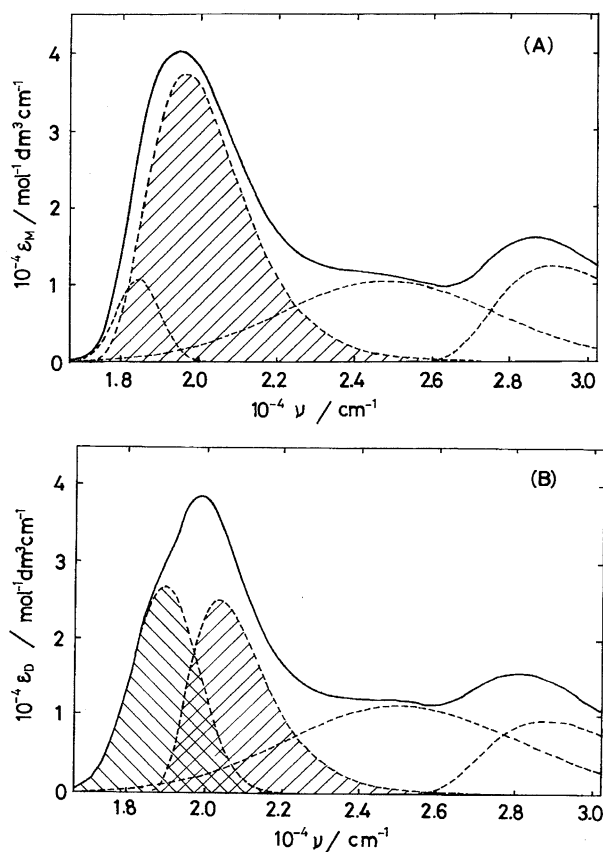 (A)
10⁻⁴ ε_M / mol⁻¹ dm³ cm⁻¹
4
3
2
1
0
1.8 2.0 2.2 2.4 2.6 2.8 3.0
10⁻⁴ ν / cm⁻¹
(B)
10⁻⁴ ε_D / mol⁻¹ dm³ cm⁻¹
4
3
2
1
0
1.8 2.0 2.2 2.4 2.6 2.8 3.0
10⁻⁴ ν / cm⁻¹